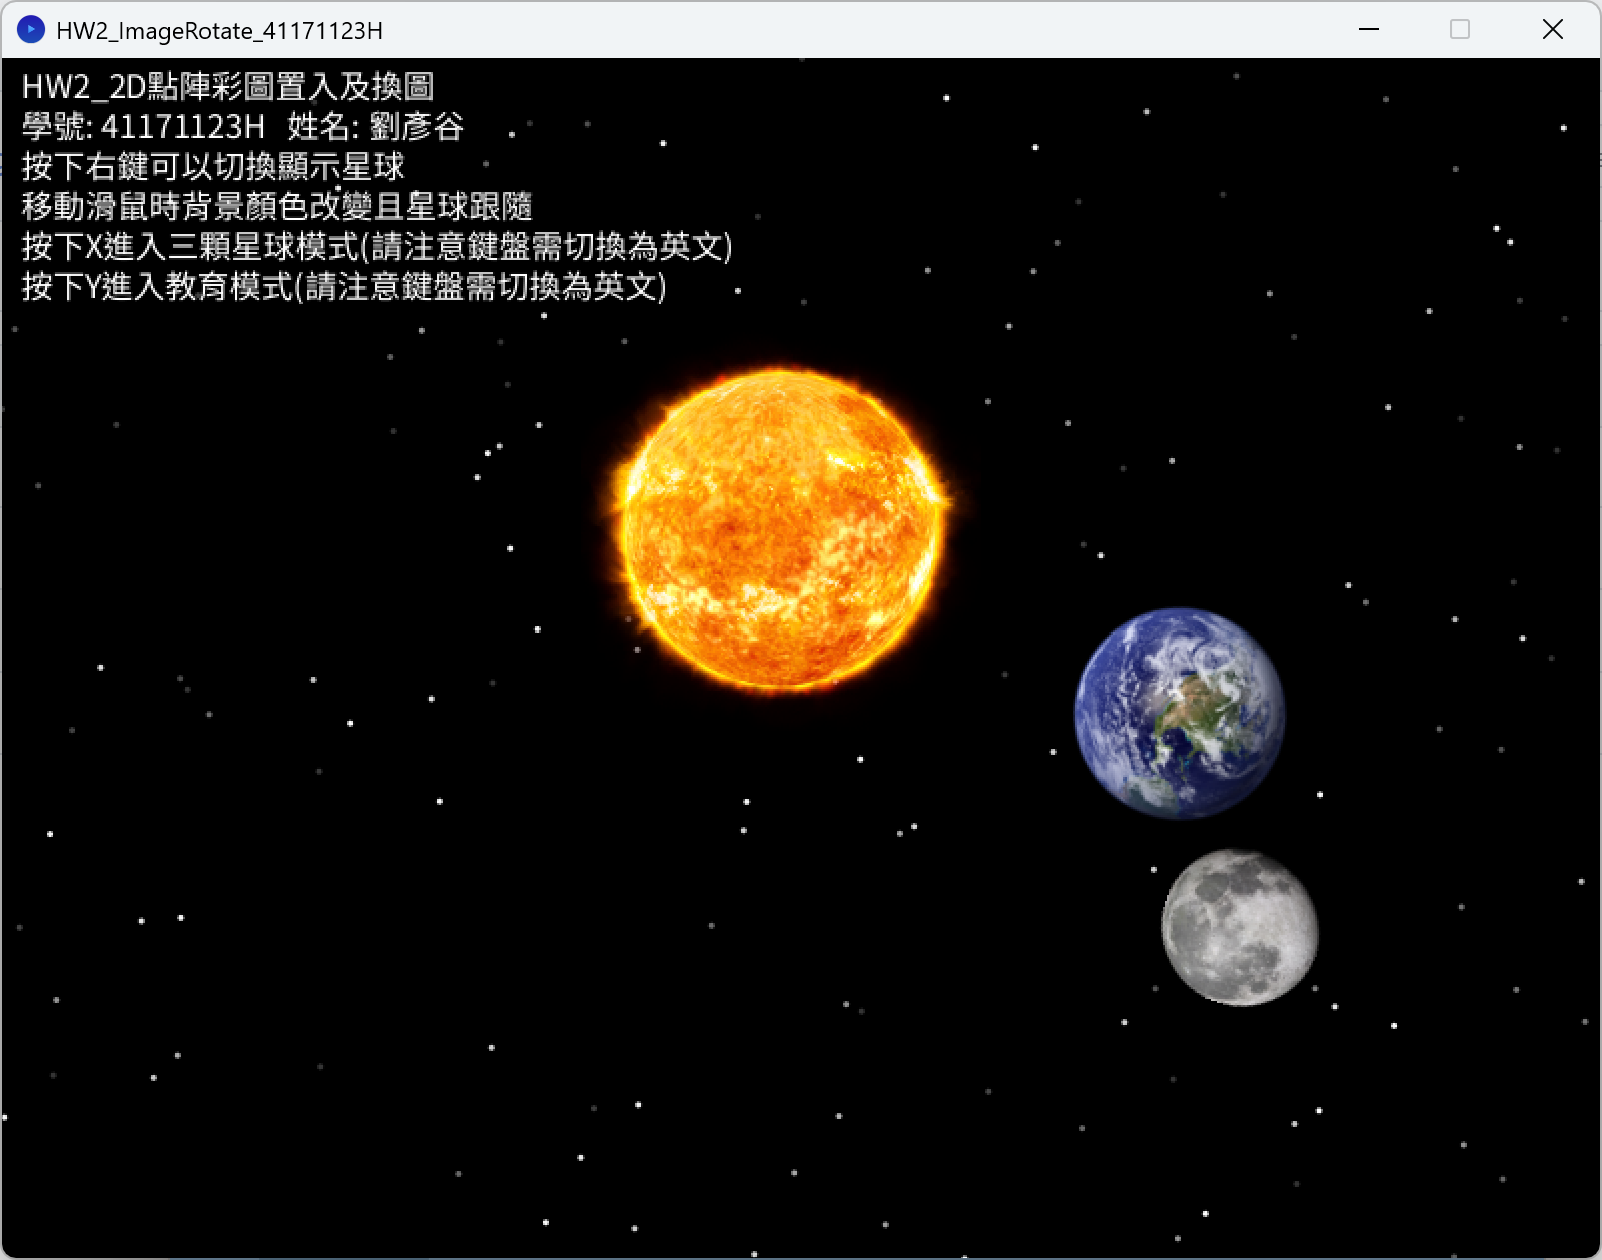 HW2_ImageRotate_41171123H
HW2_2D點陣彩圖置入及換圖
學號: 41171123H 姓名: 劉彥谷
按下右鍵可以切換顯示星球
移動滑鼠時背景顏色改變且星球跟隨
按下X進入三顆星球模式(請注意鍵盤需切換為英文)
按下Y進入教育模式(請注意鍵盤需切換為英文)